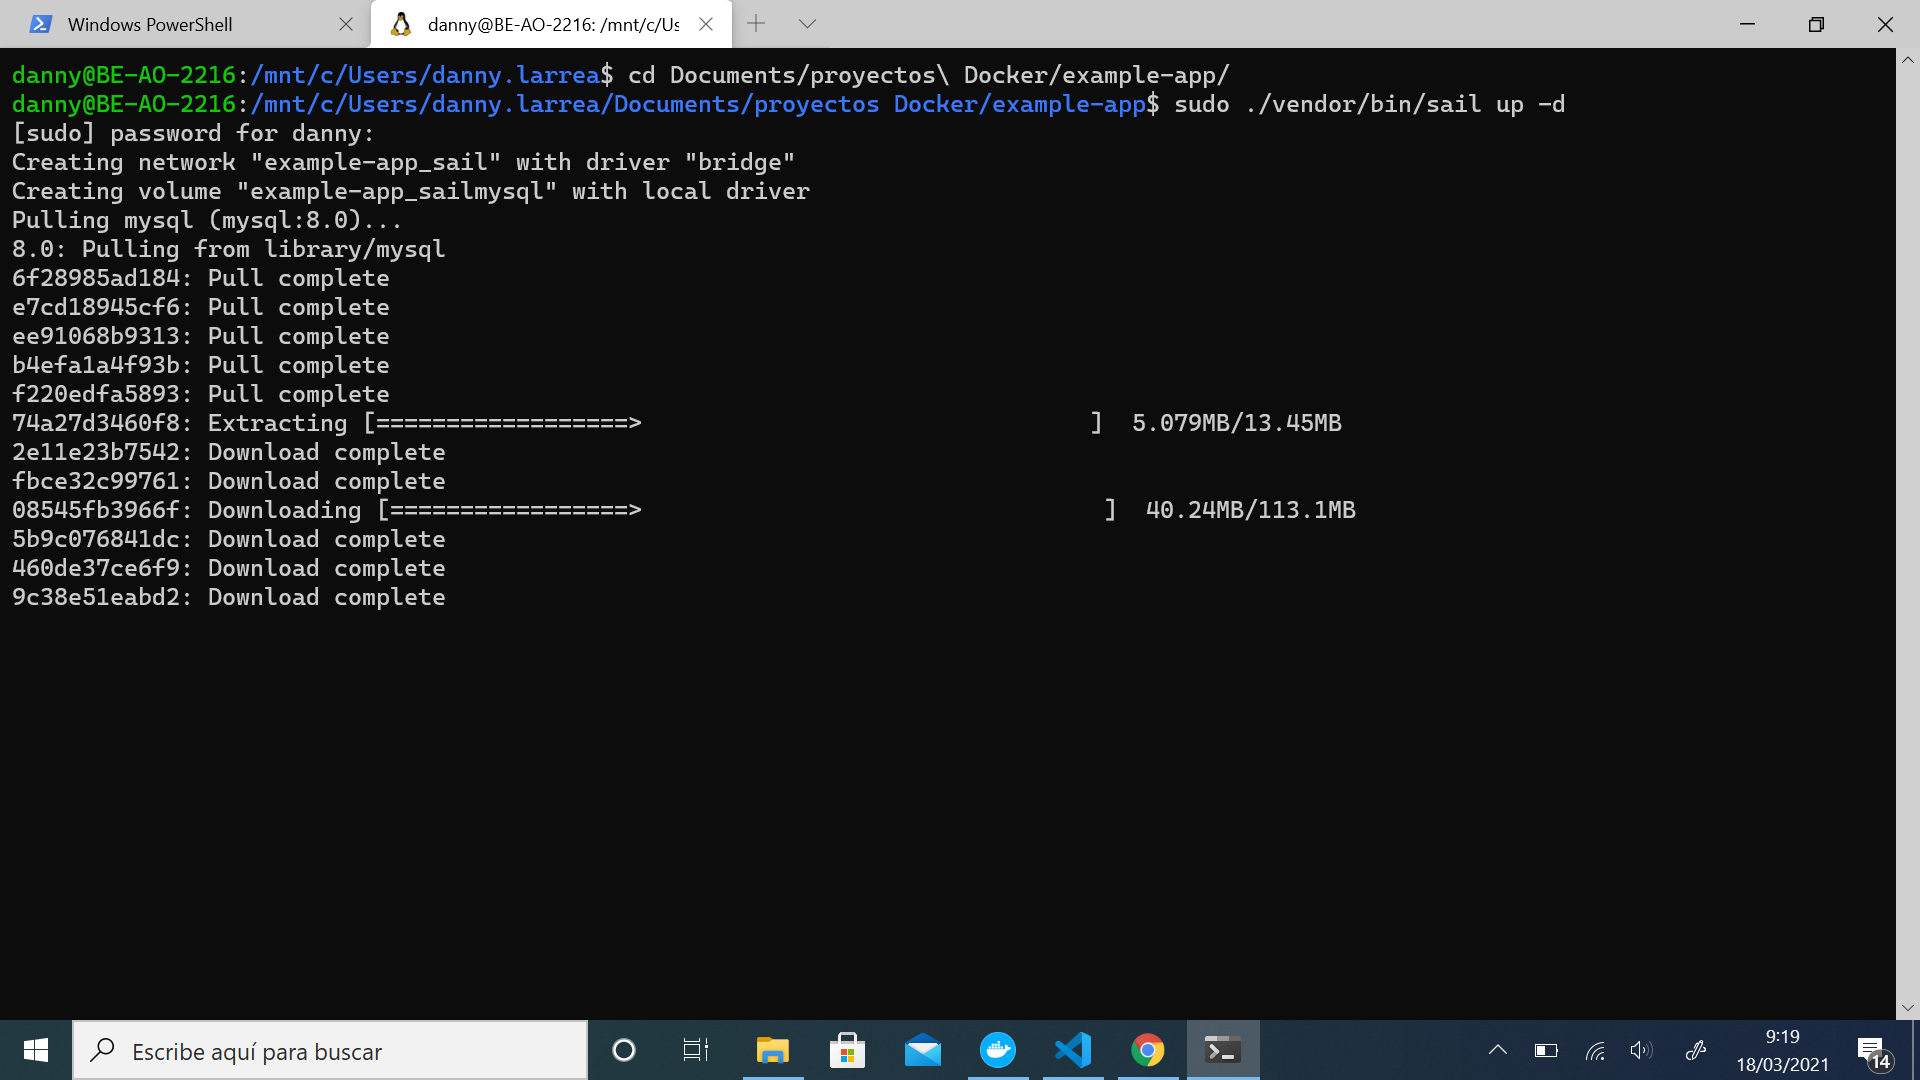 Windows PowerShell
danny@BE-AO-2216: /mnt/c/Us
danny@BE-AO-2216:/mnt/c/Users/danny.larrea$ cd Documents/proyectos\ Docker/example-app/
danny@BE-AO-2216:/mnt/c/Users/danny.larrea/Documents/proyectos Docker/example-app$ sudo ./vendor/bin/sail up -d
[sudo] password for danny:
Creating network "example-app_sail" with driver "bridge"
Creating volume "example-app_sailmysql" with local driver
Pulling mysql (mysql:8.0)...
8.0: Pulling from library/mysql
6f28985ad184: Pull complete
e7cd18945cf6: Pull complete
ee91068b9313: Pull complete
b4efa1a4f93b: Pull complete
f220edfa5893: Pull complete
74a27d3460f8: Extracting [==================>                                ]  5.079MB/13.45MB
2e11e23b7542: Download complete
fbce32c99761: Download complete
08545fb3966f: Downloading [=================>                                 ]  40.24MB/113.1MB
5b9c076841dc: Download complete
460de37ce6f9: Download complete
9c38e51eabd2: Download complete
Escribe aquí para buscar
9:19
18/03/2021
14